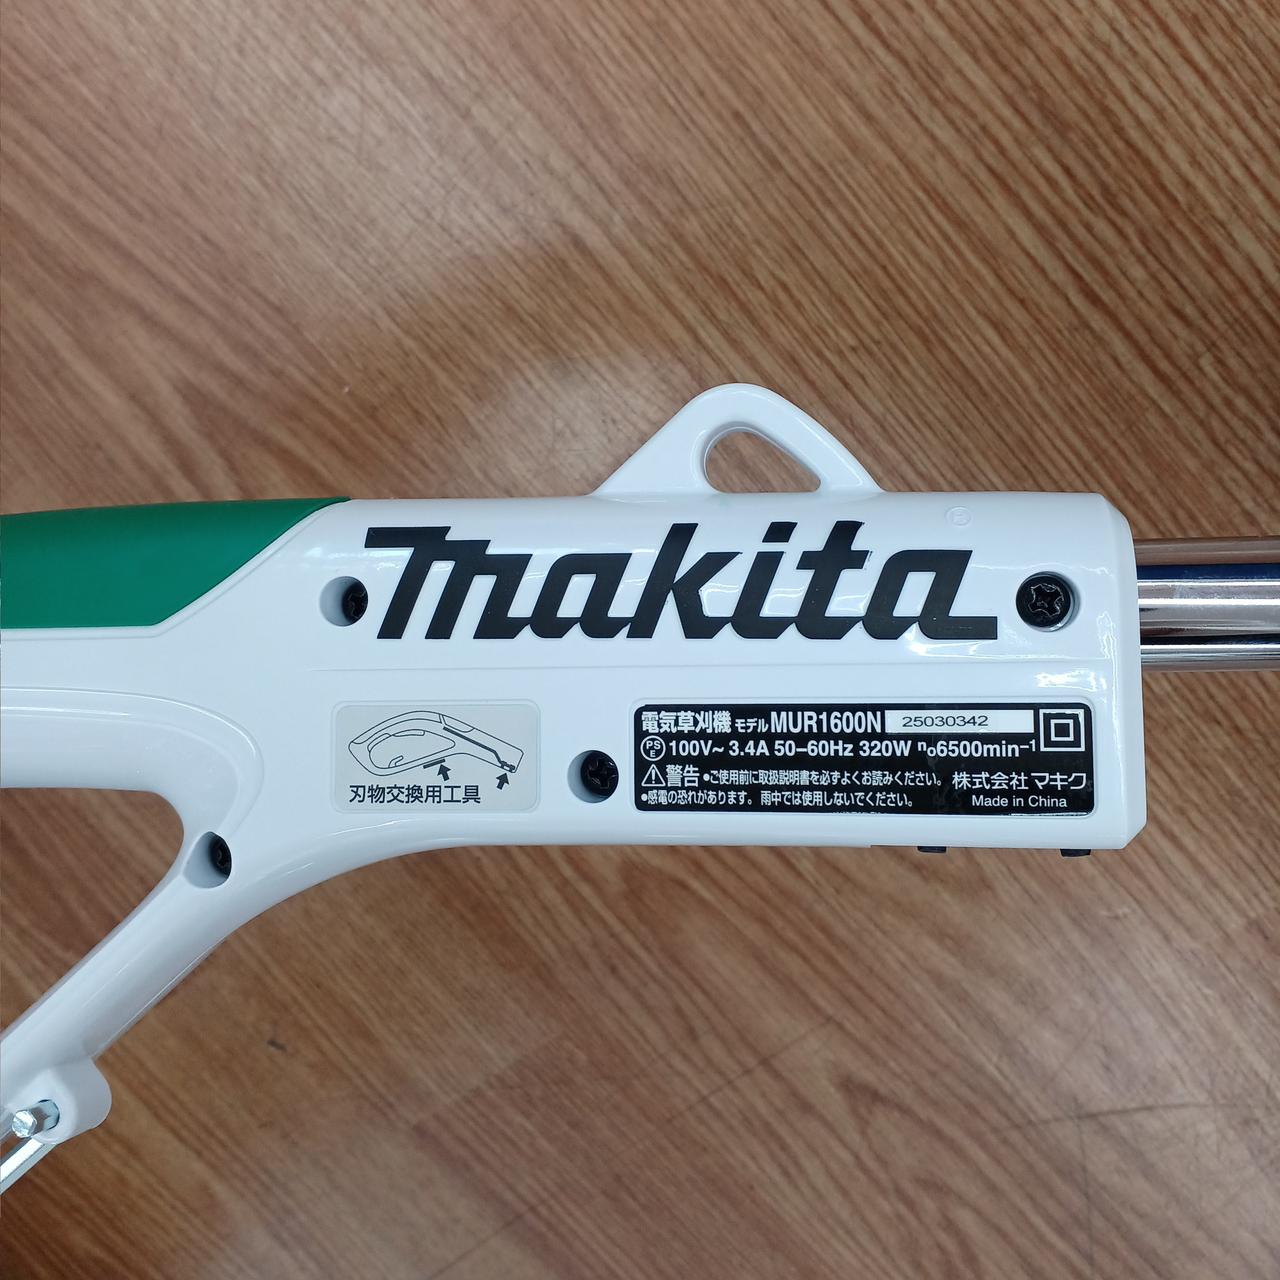 makita
電気草刈機 モデル MUR1600N 25030342
PS E 100V~ 3.4A 50-60Hz 320W n₀6500min⁻¹
警告 •ご使用前に取扱説明書を必ずよくお読みください。 株式会社 マキタ
•感電の恐れがあります。雨中では使用しないでください。 Made in China
刃物交換用工具